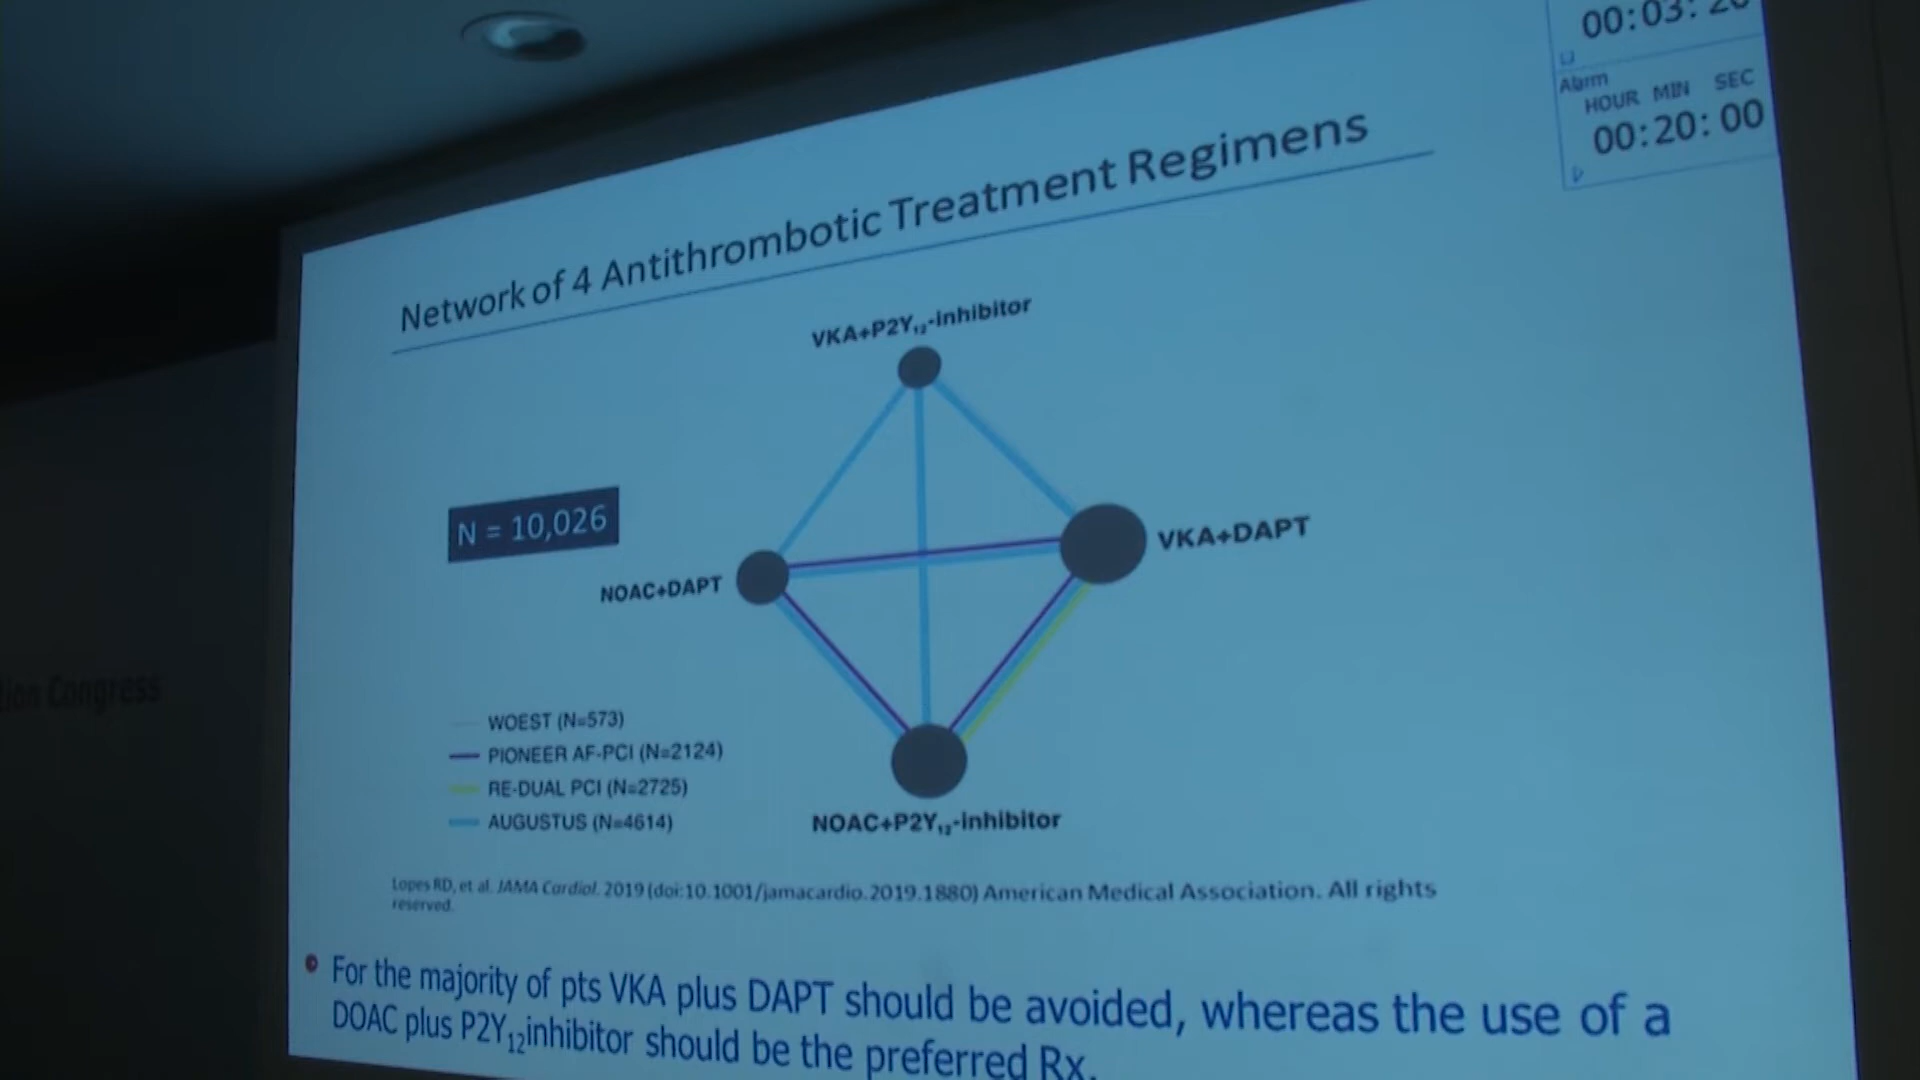 00:03:20
Alarm
HOUR MIN SEC
00:20:00
Network of 4 Antithrombotic Treatment Regimens
VKA+P2Y₁₂-Inhibitor
N = 10,026
VKA+DAPT
NOAC+DAPT
WOEST (N=573)
PIONEER AF-PCI (N=2124)
RE-DUAL PCI (N=2725)
AUGUSTUS (N=4614)
NOAC+P2Y₁₂-Inhibitor
Lopes RD, et al. JAMA Cardiol. 2019 (doi:10.1001/jamacardio.2019.1880) American Medical Association. All rights
reserved.
Congress
• For the majority of pts VKA plus DAPT should be avoided, whereas the use of a
DOAC plus P2Y₁₂inhibitor should be the preferred Rx.